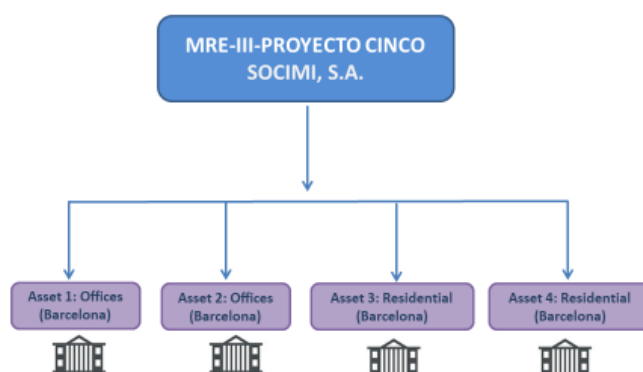 MRE-III-PROYECTO CINCO
SOCIMI, S.A.
Asset 1: Offices
(Barcelona)
Asset 2: Offices
(Barcelona)
Asset 3: Residential
(Barcelona)
Asset 4: Residential
(Barcelona)